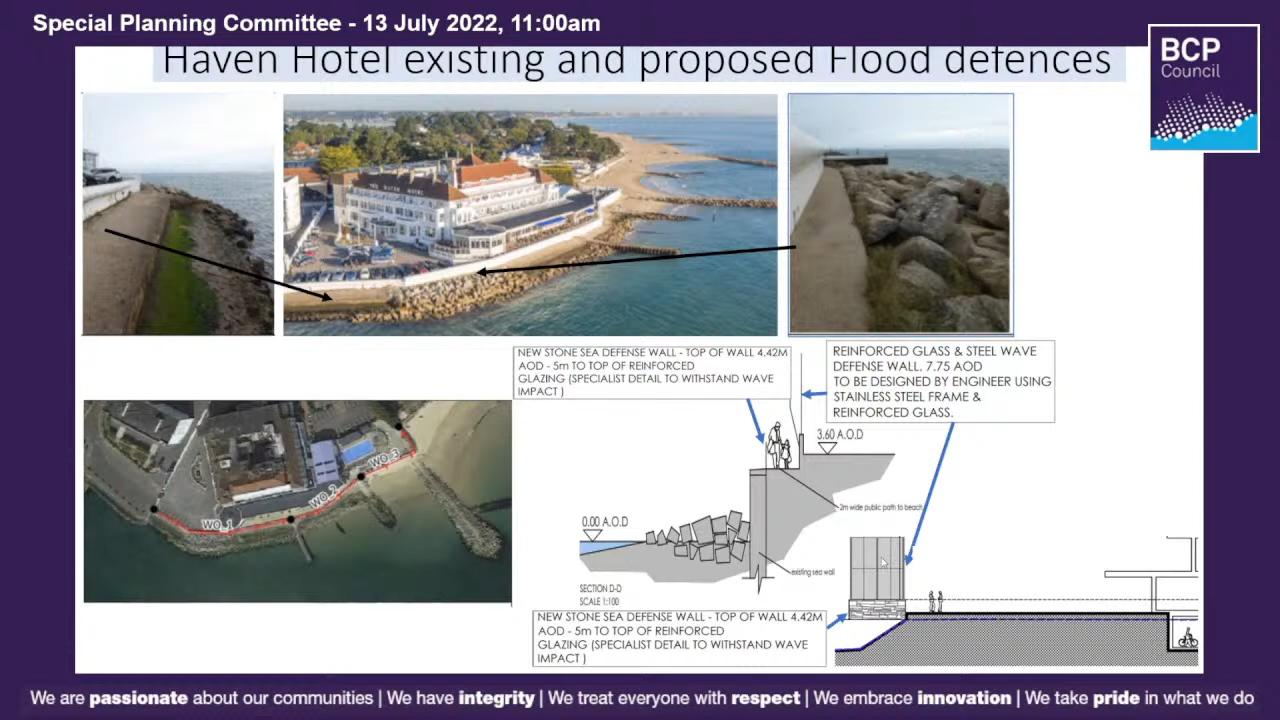 Special Planning Committee - 13 July 2022, 11:00am
BCP
Council
Haven Hotel existing and proposed Flood defences
THE HAVEN HOTEL
NEW STONE SEA DEFENSE WALL - TOP OF WALL 4.42M
AOD - 5m TO TOP OF REINFORCED
GLAZING (SPECIALIST DETAIL TO WITHSTAND WAVE
IMPACT )
REINFORCED GLASS & STEEL WAVE
DEFENSE WALL. 7.75 AOD
TO BE DESIGNED BY ENGINEER USING
STAINLESS STEEL FRAME &
REINFORCED GLASS.
3.60 A.O.D
WO_1
WO_2
WO_3
2m wide public path to beach
0.00 A.O.D
existing sea wall
SECTION D-D
SCALE 1:100
NEW STONE SEA DEFENSE WALL - TOP OF WALL 4.42M
AOD - 5m TO TOP OF REINFORCED
GLAZING (SPECIALIST DETAIL TO WITHSTAND WAVE
IMPACT )
We are passionate about our communities | We have integrity | We treat everyone with respect | We embrace innovation | We take pride in what we do